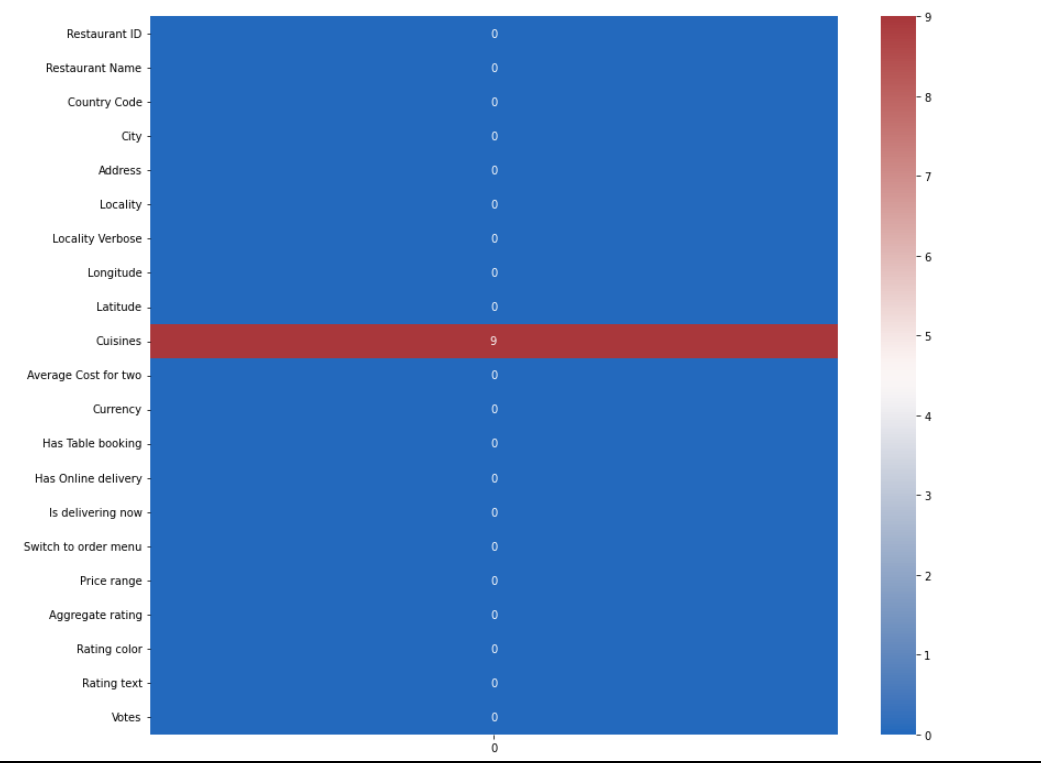 Restaurant ID 0
Restaurant Name 0
Country Code 0
City 0
Address 0
Locality 0
Locality Verbose 0
Longitude 0
Latitude 0
Cuisines 9
Average Cost for two 0
Currency 0
Has Table booking 0
Has Online delivery 0
Is delivering now 0
Switch to order menu 0
Price range 0
Aggregate rating 0
Rating color 0
Rating text 0
Votes 0
0
9
8
7
6
5
4
3
2
1
0